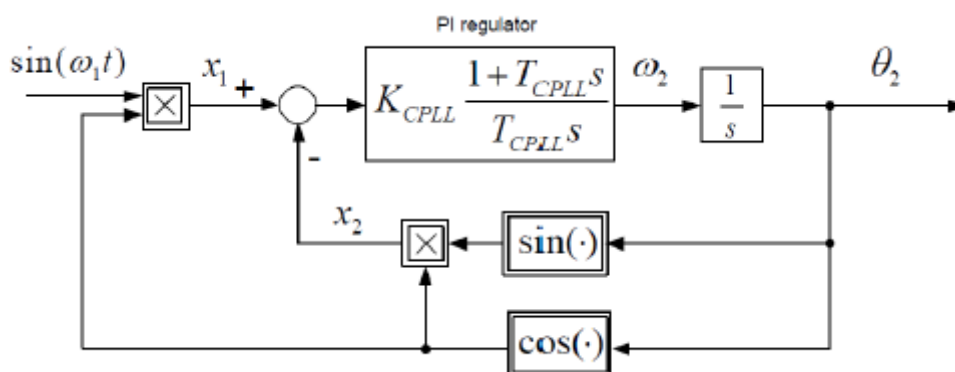 PI regulator
sin(ω₁t)
x₁ +
K_CPLL (1 + T_CPLL s) / (T_CPLL s)
ω₂
1/s
θ₂
-
x₂
sin(·)
cos(·)